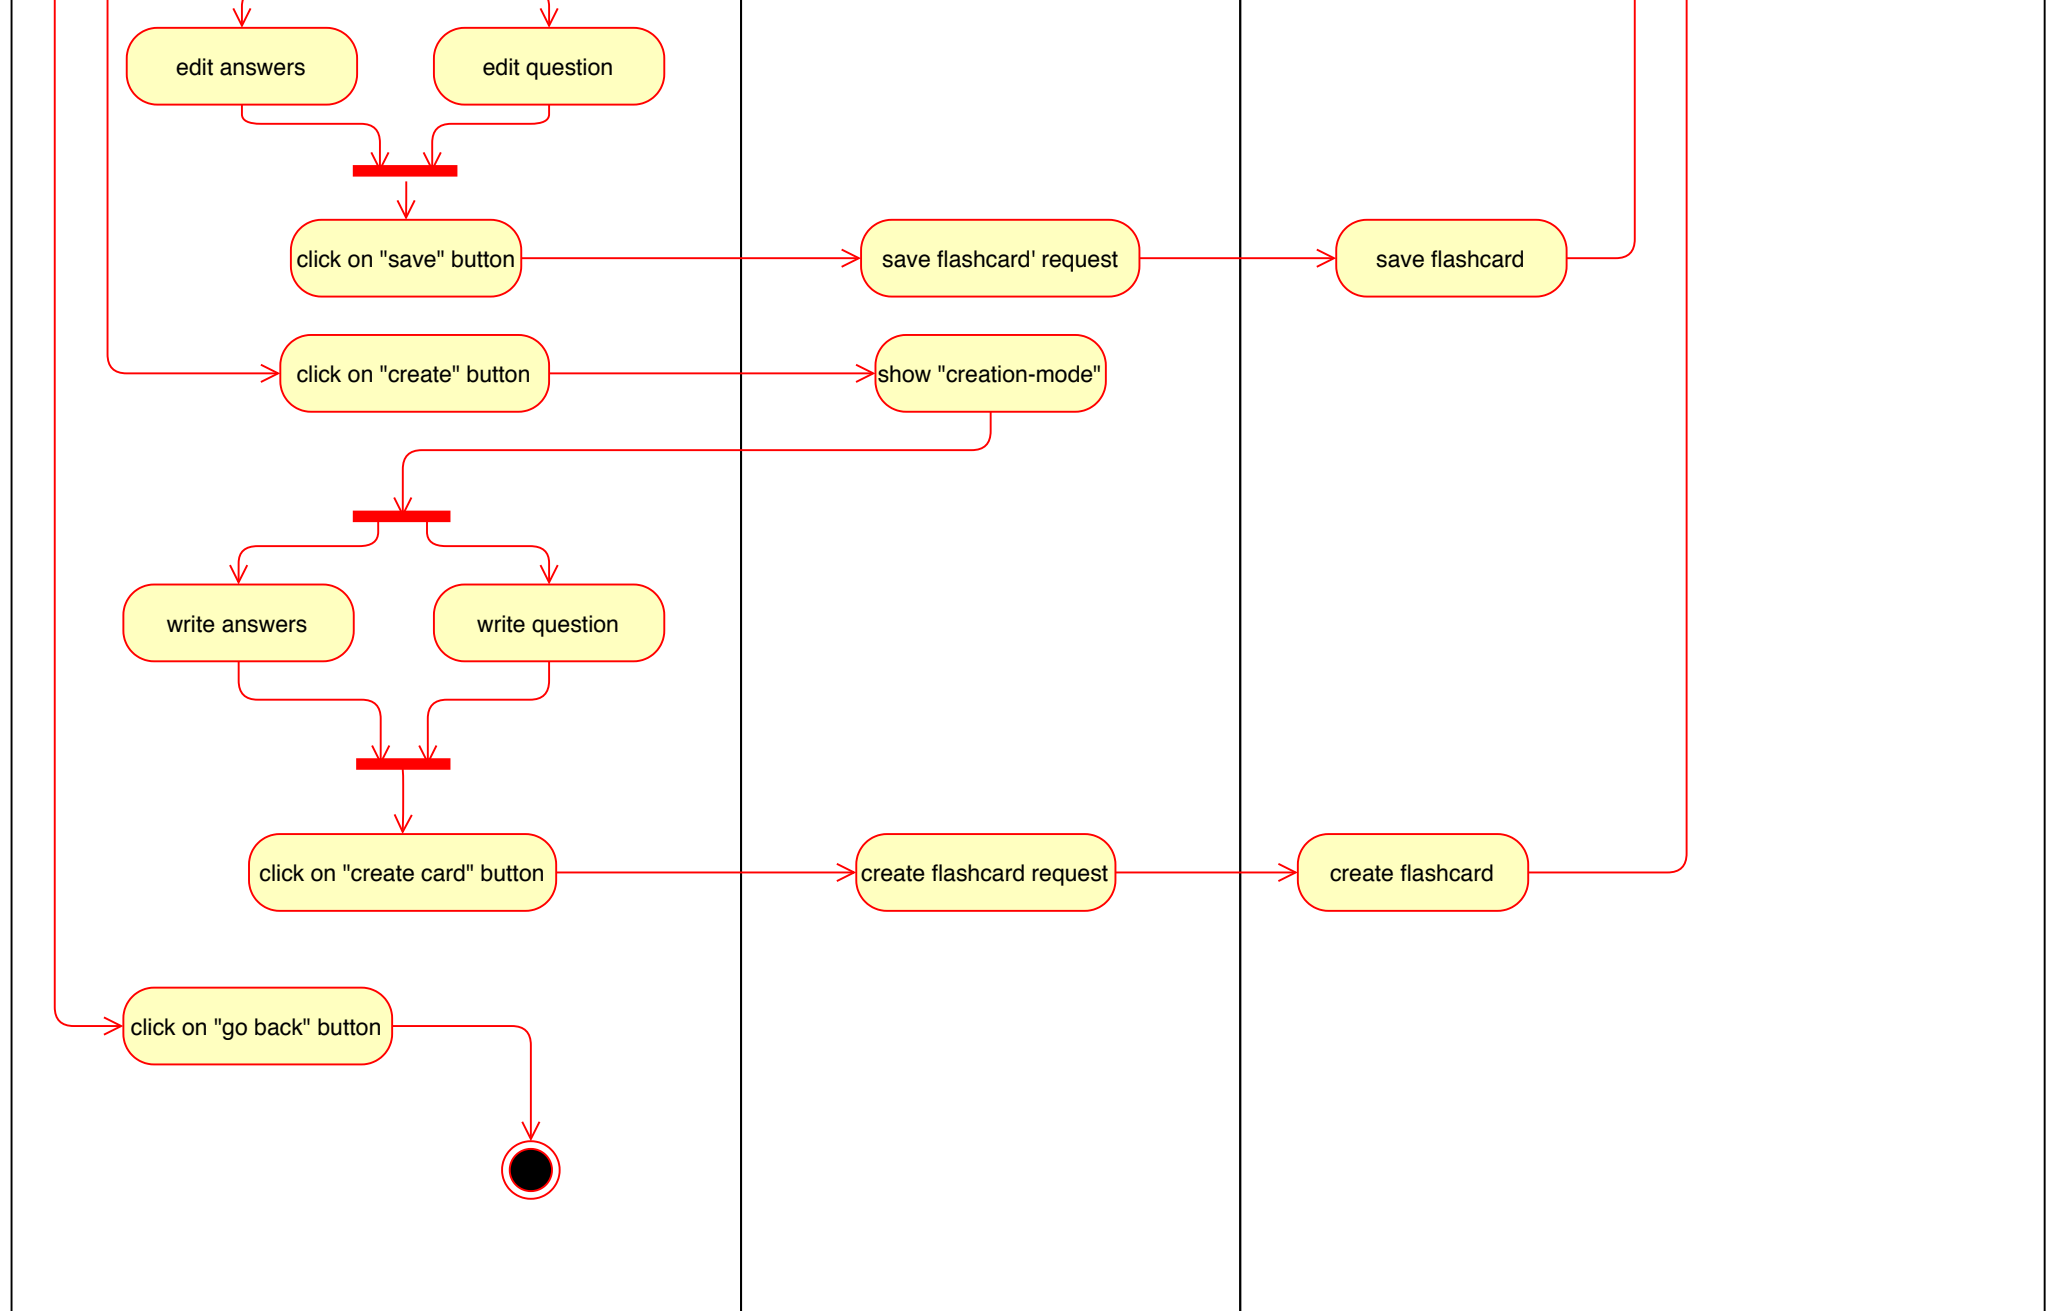 edit answers
edit question
click on "save" button
save flashcard' request
save flashcard
click on "create" button
show "creation-mode"
write answers
write question
click on "create card" button
create flashcard request
create flashcard
click on "go back" button